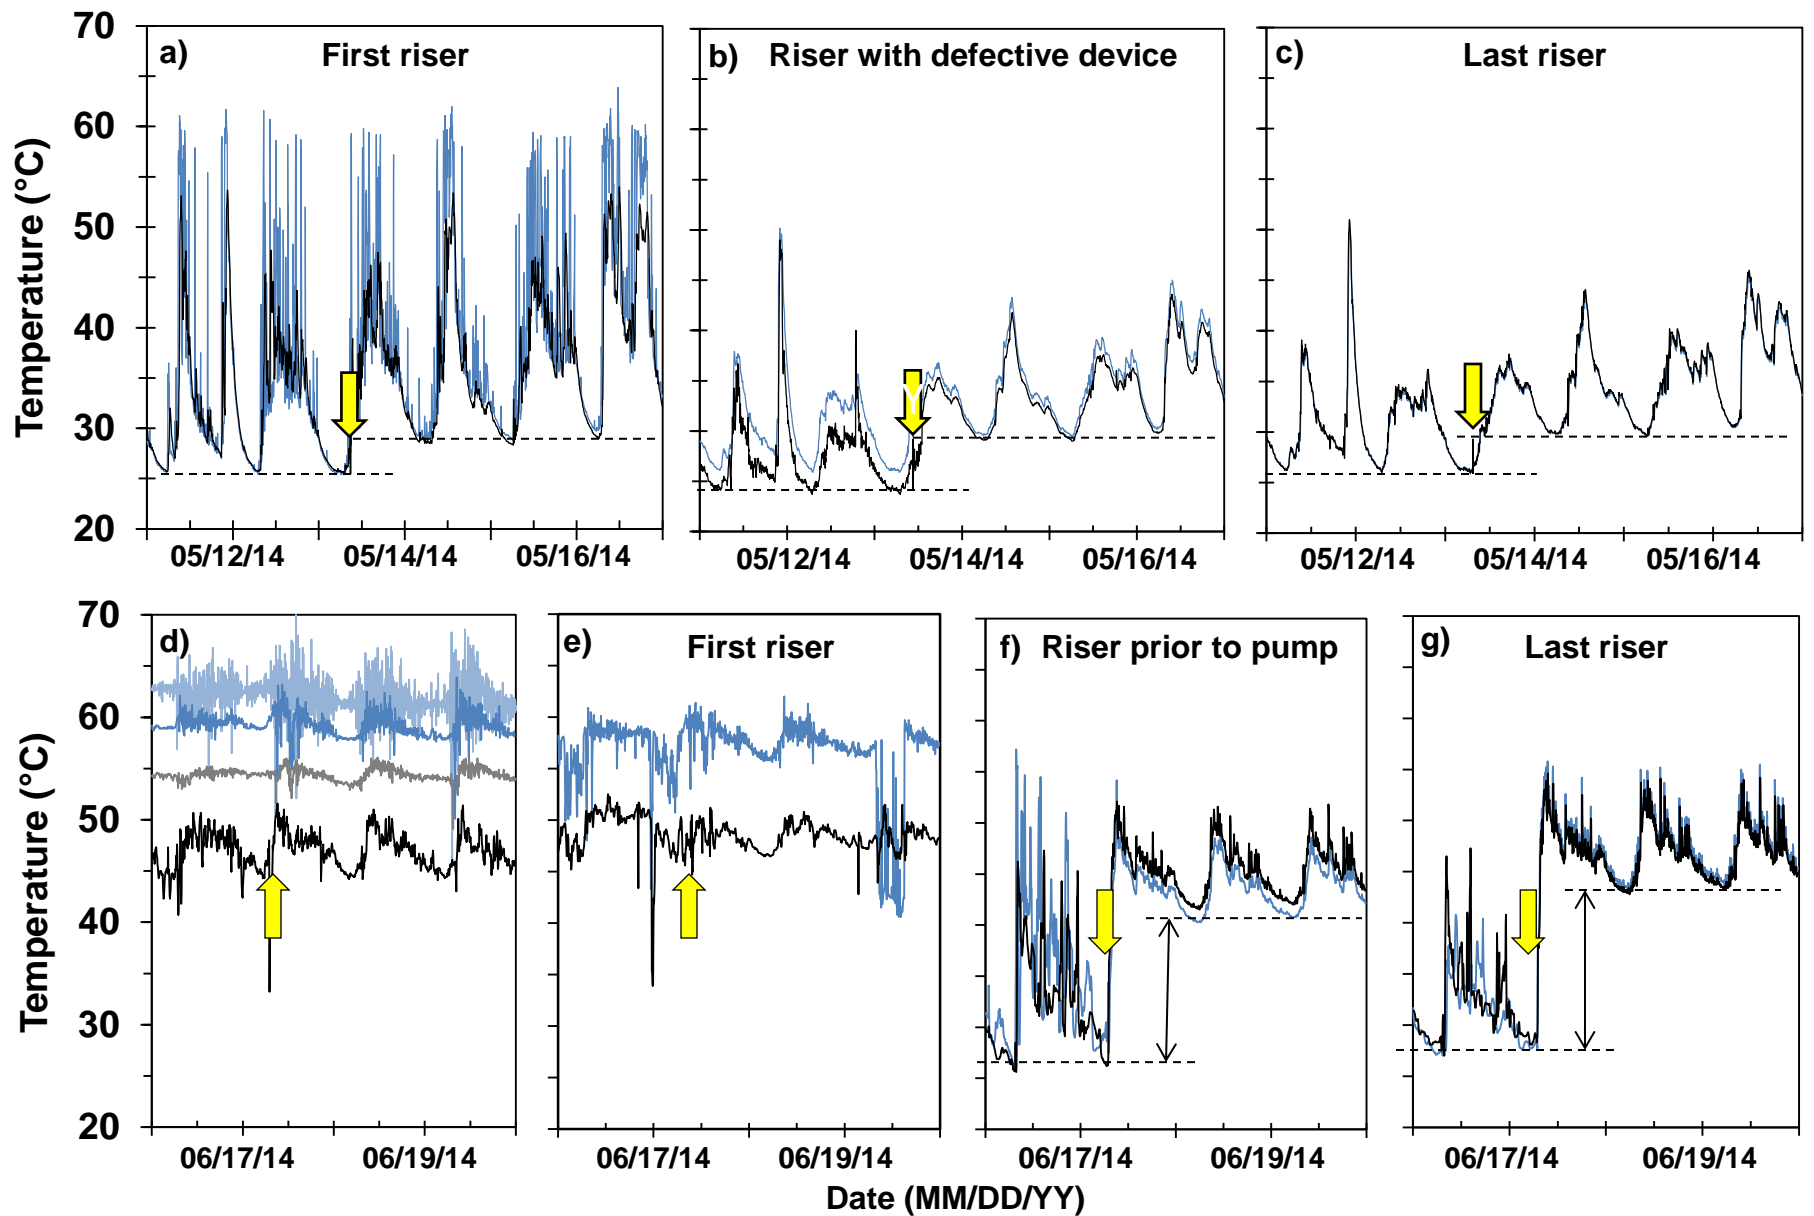 70
60
50
40
30
20
Temperature (°C)
a)
First riser
b)
Riser with defective device
Y
c)
Last riser
05/12/14
05/14/14
05/16/14
05/12/14
05/14/14
05/16/14
05/12/14
05/14/14
05/16/14
70
60
50
40
30
20
Temperature (°C)
d)
e)
First riser
f)
Riser prior to pump
g)
Last riser
06/17/14
06/19/14
06/17/14
06/19/14
06/17/14
06/19/14
06/17/14
06/19/14
Date (MM/DD/YY)